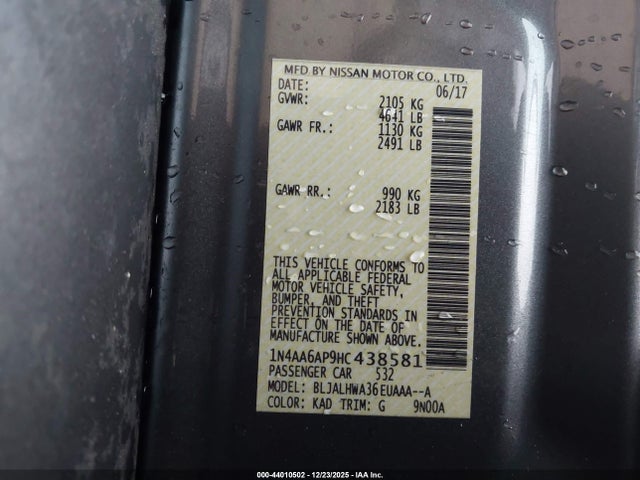 MFD BY NISSAN MOTOR CO., LTD.
DATE: 06/17
GVWR: 2105 KG
4641 LB
GAWR FR.: 1130 KG
2491 LB
GAWR RR.: 990 KG
2183 LB
THIS VEHICLE CONFORMS TO
ALL APPLICABLE FEDERAL
MOTOR VEHICLE SAFETY,
BUMPER, AND THEFT
PREVENTION STANDARDS IN
EFFECT ON THE DATE OF
MANUFACTURE SHOWN ABOVE.
1N4AA6AP9HC438581
PASSENGER CAR 532
MODEL: BLJALHWA36EUAAA--A
COLOR: KAD TRIM: G 9N00A
000-44010502 - 12/23/2025 - IAA Inc.